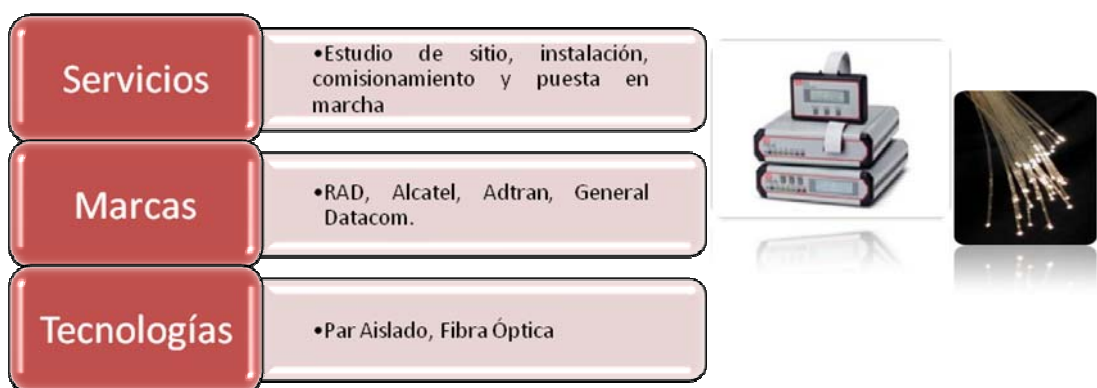 Servicios
•Estudio de sitio, instalación,
comisionamiento y puesta en
marcha
Marcas
•RAD, Alcatel, Adtran, General
Datacom.
Tecnologías
•Par Aislado, Fibra Óptica